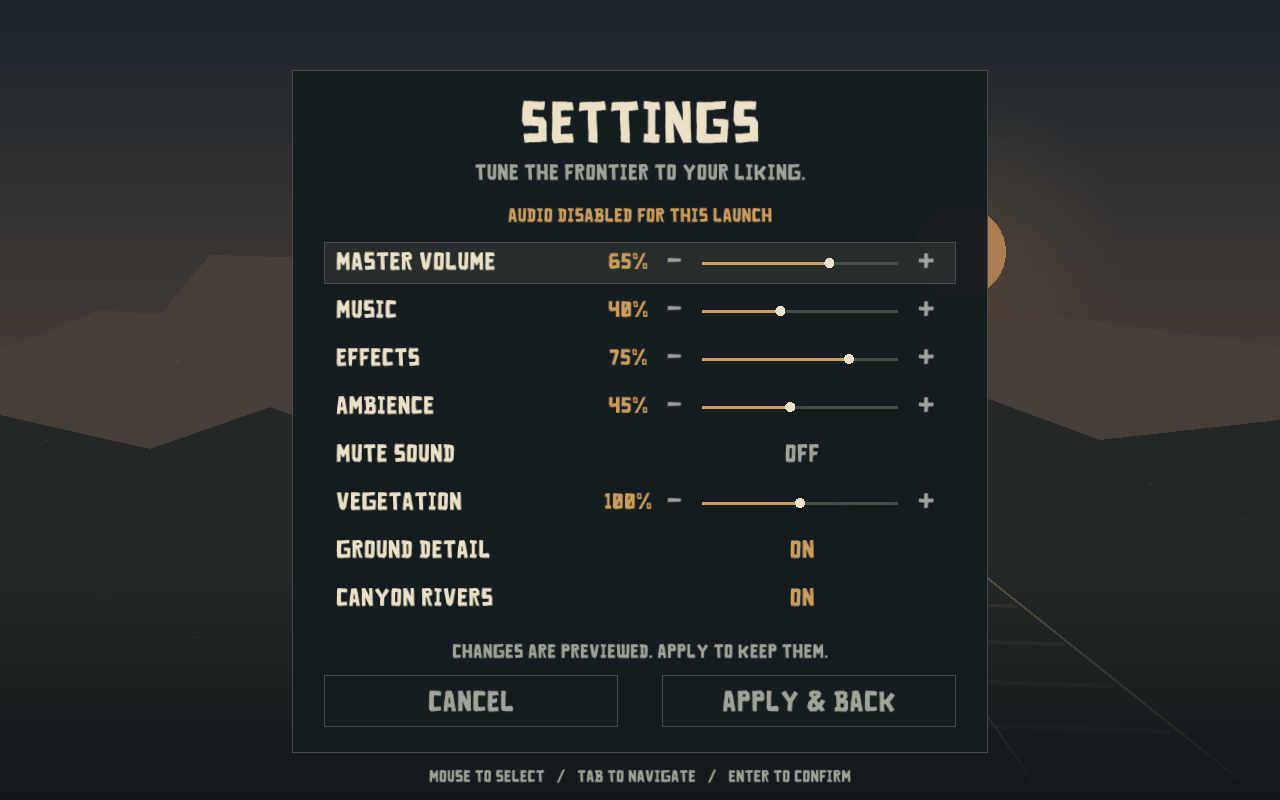 SETTINGS
TUNE THE FRONTIER TO YOUR LIKING.
AUDIO DISABLED FOR THIS LAUNCH
MASTER VOLUME 65% − +
MUSIC 40% − +
EFFECTS 75% − +
AMBIENCE 45% − +
MUTE SOUND OFF
VEGETATION 100% − +
GROUND DETAIL ON
CANYON RIVERS ON
CHANGES ARE PREVIEWED. APPLY TO KEEP THEM.
CANCEL APPLY & BACK
MOUSE TO SELECT / TAB TO NAVIGATE / ENTER TO CONFIRM